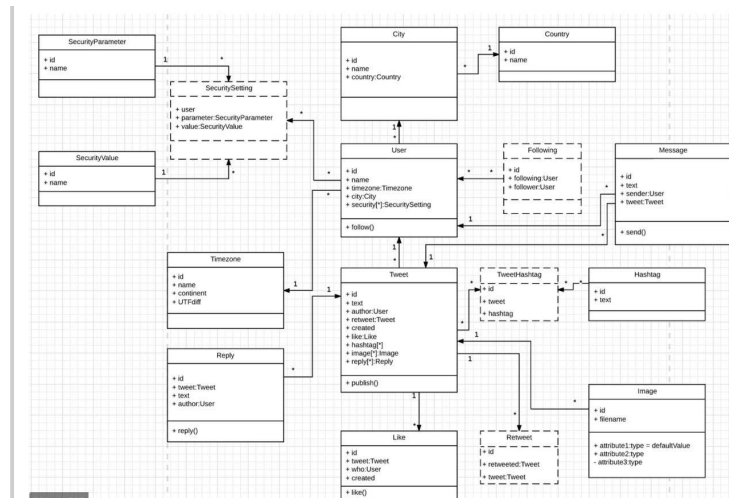 SecurityParameter
+ id
+ name
1
*
SecuritySetting
+ user
+ parameter:SecurityParameter
+ value:SecurityValue
*
SecurityValue
+ id
+ name
1
*
City
+ id
+ name
+ country:Country
*
1
Country
+ id
+ name
1
*
User
+ id
+ name
+ timezone:Timezone
+ city:City
+ security[*]:SecuritySetting
+ follow()
*
*
*
*
Following
+ id
+ following:User
+ follower:User
Message
+ text
+ id
+ sender:User
+ tweet:Tweet
+ send()
*
*
1
1
1
*
Timezone
+ id
+ name
+ continent
+ UTFdiff
1
Tweet
+ id
+ text
+ author:User
+ retweet:Tweet
+ created
+ like:Like
+ hashtag[*]
+ image[*]:Image
+ reply[*]:Reply
+ publish()
1
*
*
1
1
TweetHashtag
+ id
+ tweet
+ hashtag
*
*
Hashtag
+ id
+ text
Reply
+ id
+ tweet:Tweet
+ text
+ author:User
+ reply()
*
Image
+ id
+ filename
+ attribute1:type = defaultValue
+ attribute2:type
- attribute3:type
*
1
*
Like
+ id
+ tweet:Tweet
+ who:User
+ created
+ like()
*
Retweet
+ id
+ retweeted:Tweet
+ tweet:Tweet